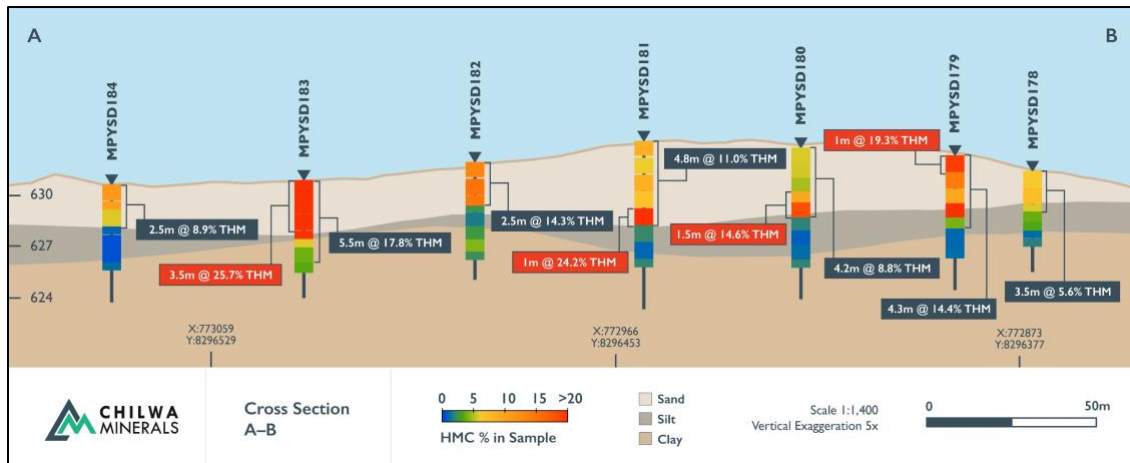 A
B
MPYSD184
MPYSD183
MPYSD182
MPYSD181
MPYSD180
MPYSD179
MPYSD178
630
627
624
2.5m @ 8.9% THM
3.5m @ 25.7% THM
5.5m @ 17.8% THM
2.5m @ 14.3% THM
1m @ 24.2% THM
4.8m @ 11.0% THM
1.5m @ 14.6% THM
4.2m @ 8.8% THM
1m @ 19.3% THM
4.3m @ 14.4% THM
3.5m @ 5.6% THM
X:773059
Y:8296529
X:772966
Y:8296453
X:772873
Y:8296377
CHILWA
MINERALS
Cross Section
A–B
0 5 10 15 >20
HMC % in Sample
Sand
Silt
Clay
Scale 1:1,400
Vertical Exaggeration 5x
0 50m